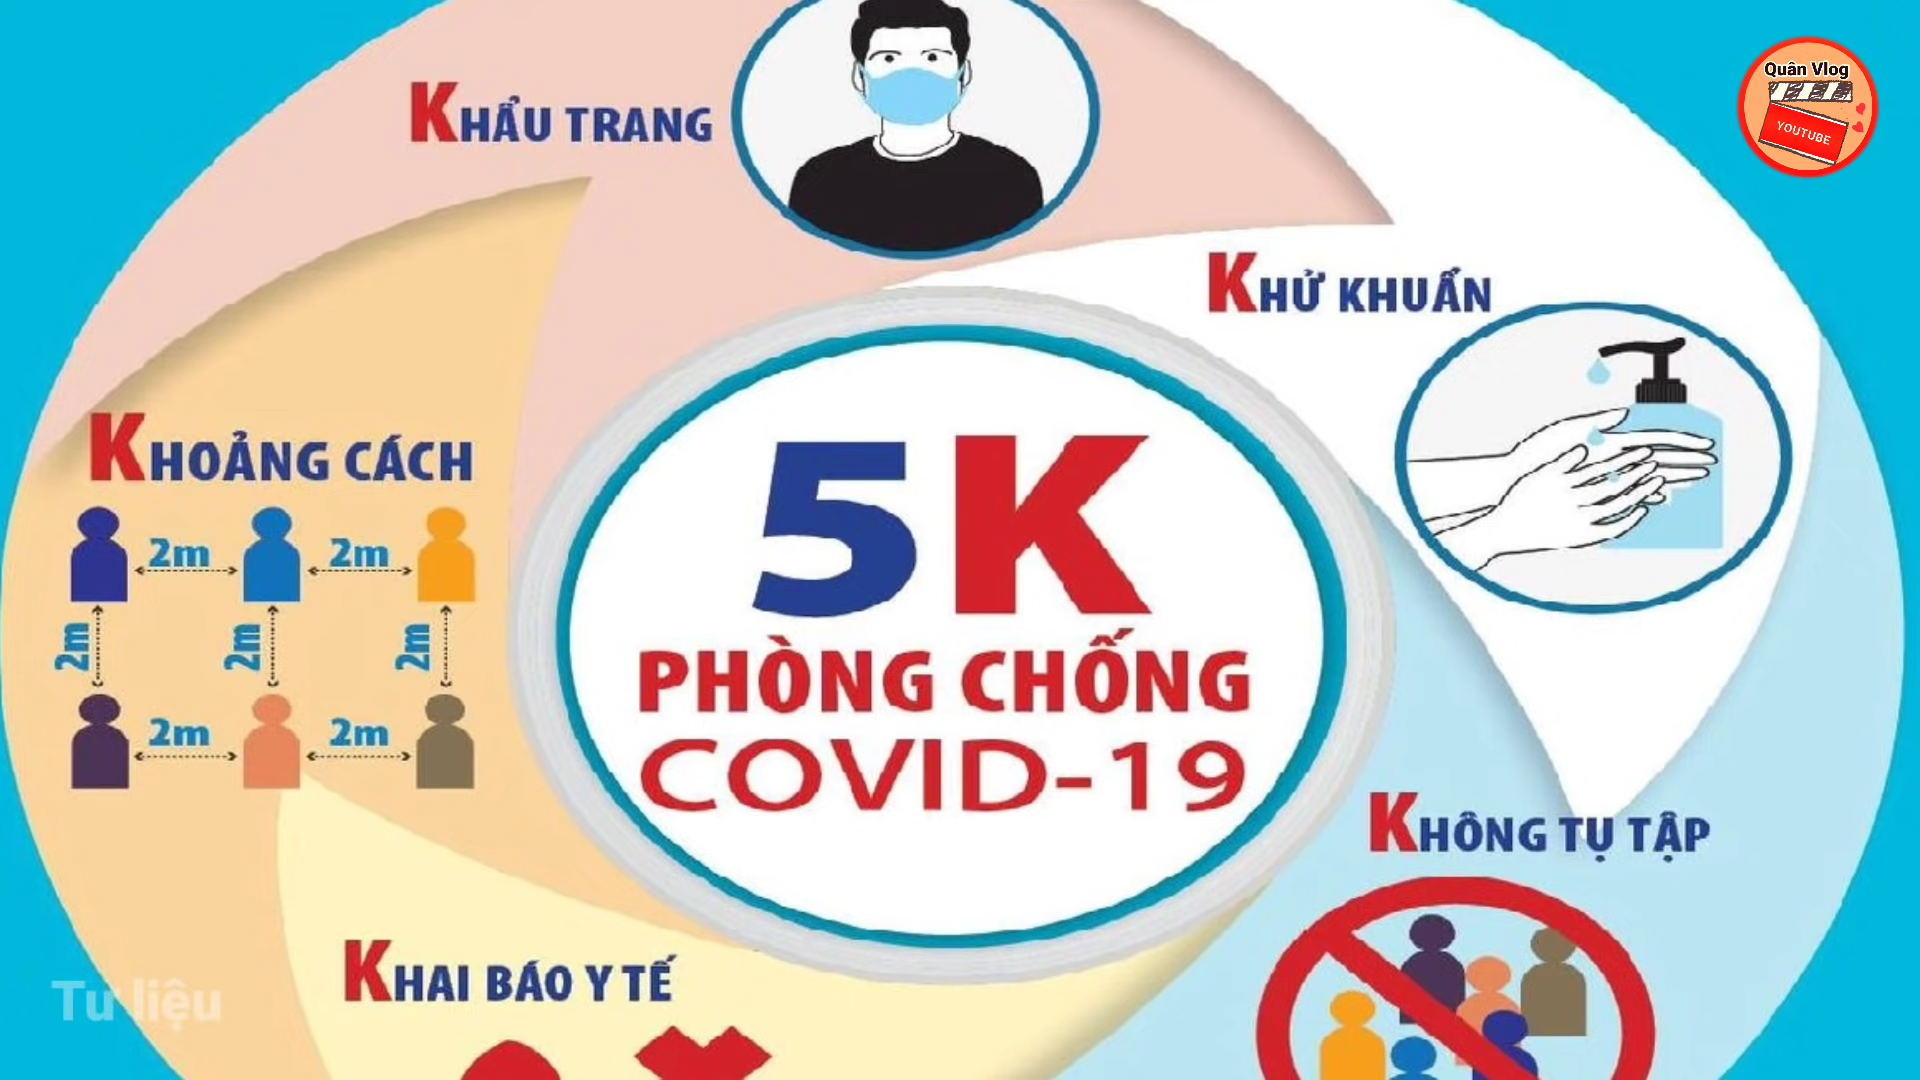 KHẨU TRANG
Quân Vlog
YOUTUBE
KHỬ KHUẨN
KHOẢNG CÁCH
2m 2m
2m 2m 2m
2m 2m
5K
PHÒNG CHỐNG
COVID-19
KHÔNG TỤ TẬP
KHAI BÁO Y TẾ
Tư liệu